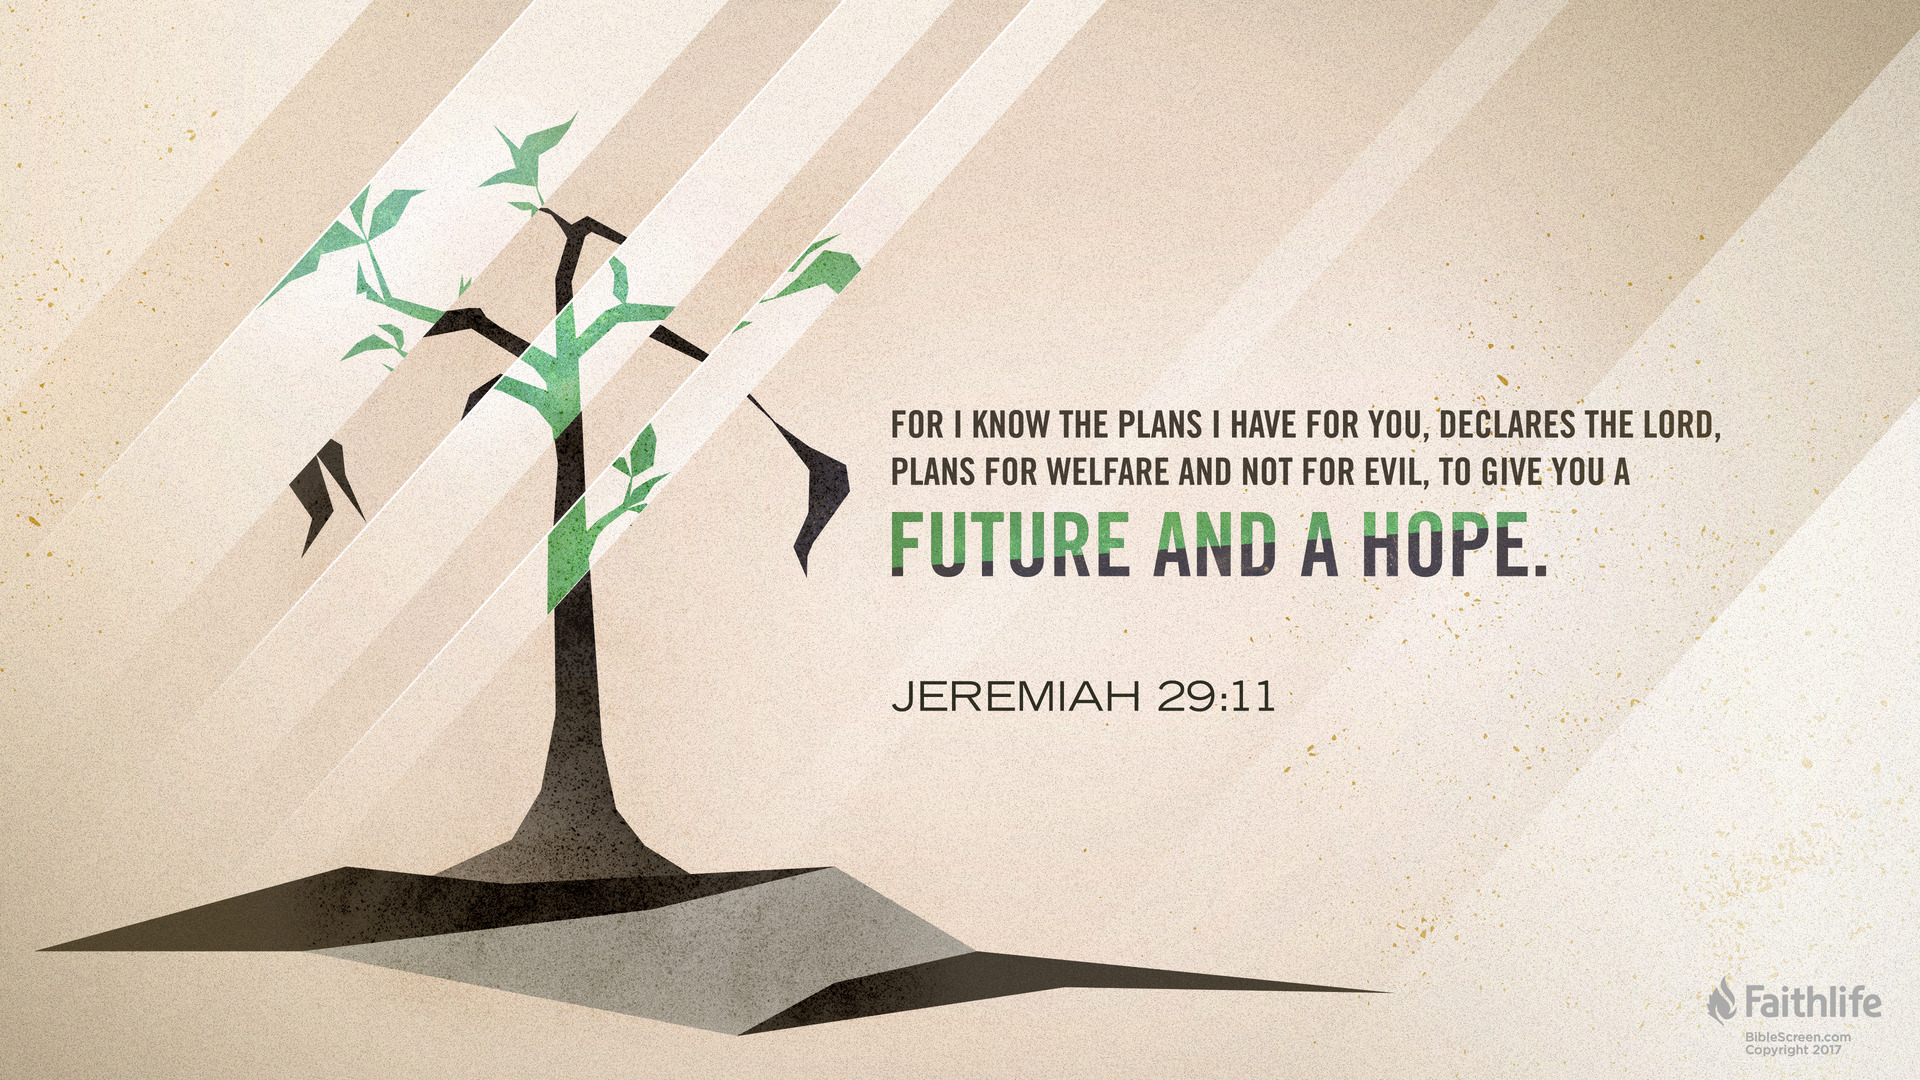 FOR I KNOW THE PLANS I HAVE FOR YOU, DECLARES THE LORD,
PLANS FOR WELFARE AND NOT FOR EVIL, TO GIVE YOU A
FUTURE AND A HOPE.
JEREMIAH 29:11
Faithlife
BibleScreen.com
Copyright 2017